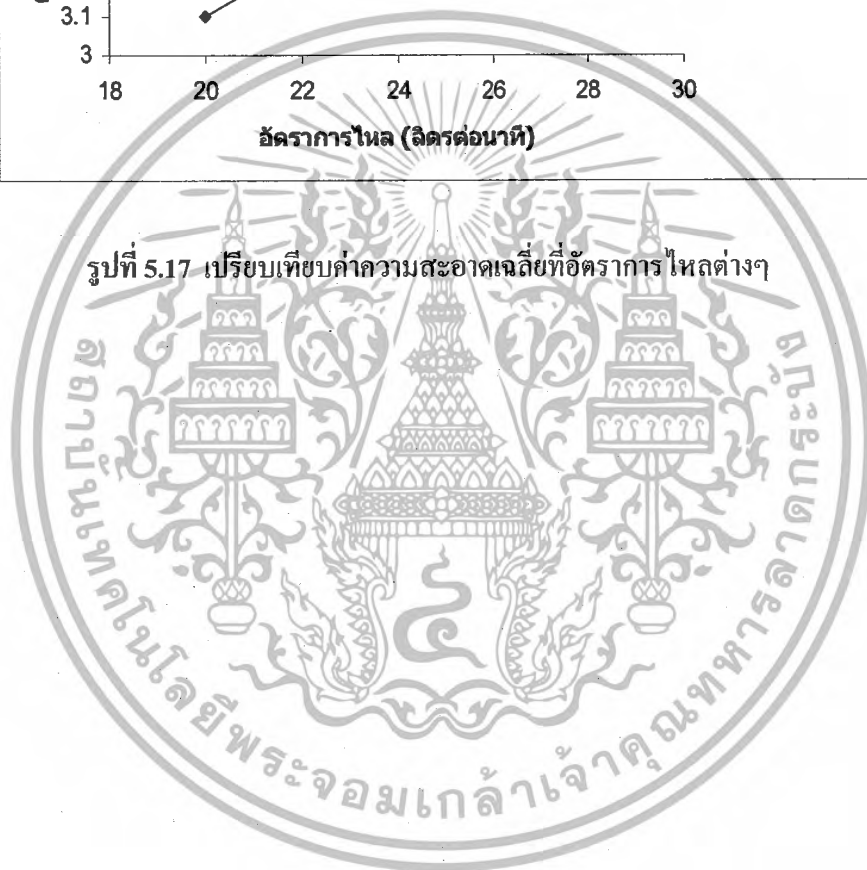 3.1
3
18 20 22 24 26 28 30
อัตราการไหล (ลิตรต่อนาที)
รูปที่ 5.17 เปรียบเทียบค่าความสะอาดเฉลี่ยที่อัตราการไหลต่างๆ
สถาบันเทคโนโลยีพระจอมเกล้าเจ้าคุณทหารลาดกระบัง